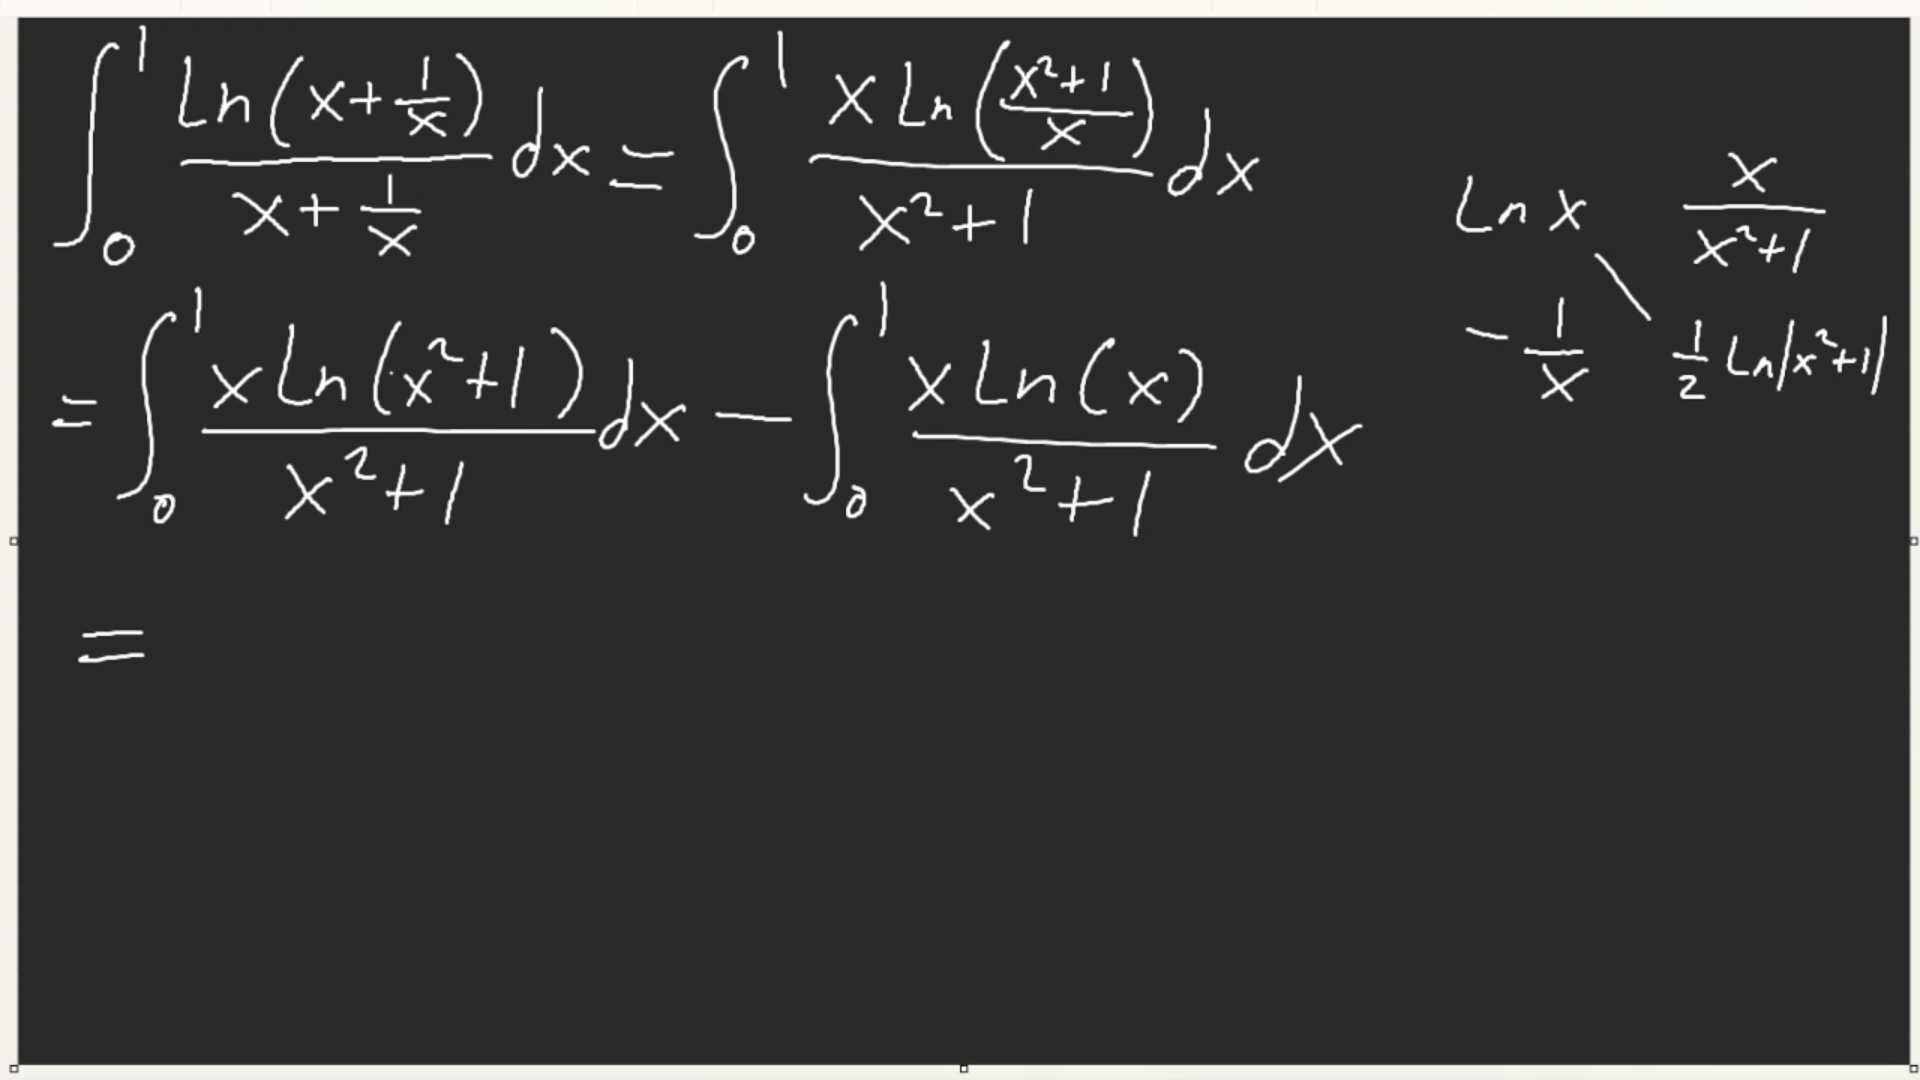 ∫₀¹ Ln(x+1/x)/(x+1/x) dx = ∫₀¹ x Ln((x²+1)/x)/(x²+1) dx
= ∫₀¹ x Ln(x²+1)/(x²+1) dx − ∫₀¹ x Ln(x)/(x²+1) dx
=
Ln x x/(x²+1)
− 1/x 1/2 Ln|x²+1|